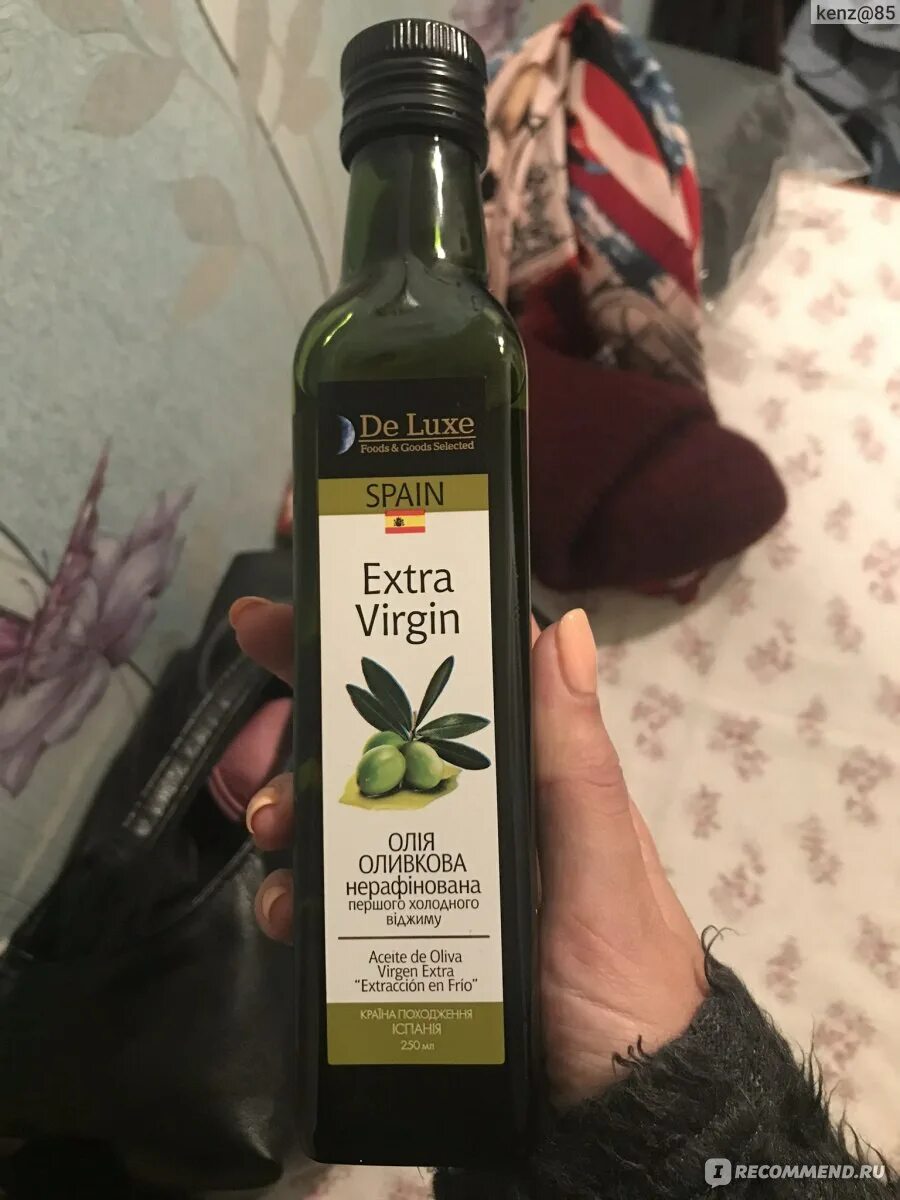 kenz@85
De Luxe
Foods & Goods Selected
SPAIN
Extra
Virgin
ОЛІЯ
ОЛИВКОВА
нерафінована
першого холодного
віджиму
Aceite de Oliva
Virgen Extra
"Extracción en Frío"
КРАЇНА ПОХОДЖЕННЯ
ІСПАНІЯ
250 мл
IRECOMMEND.RU